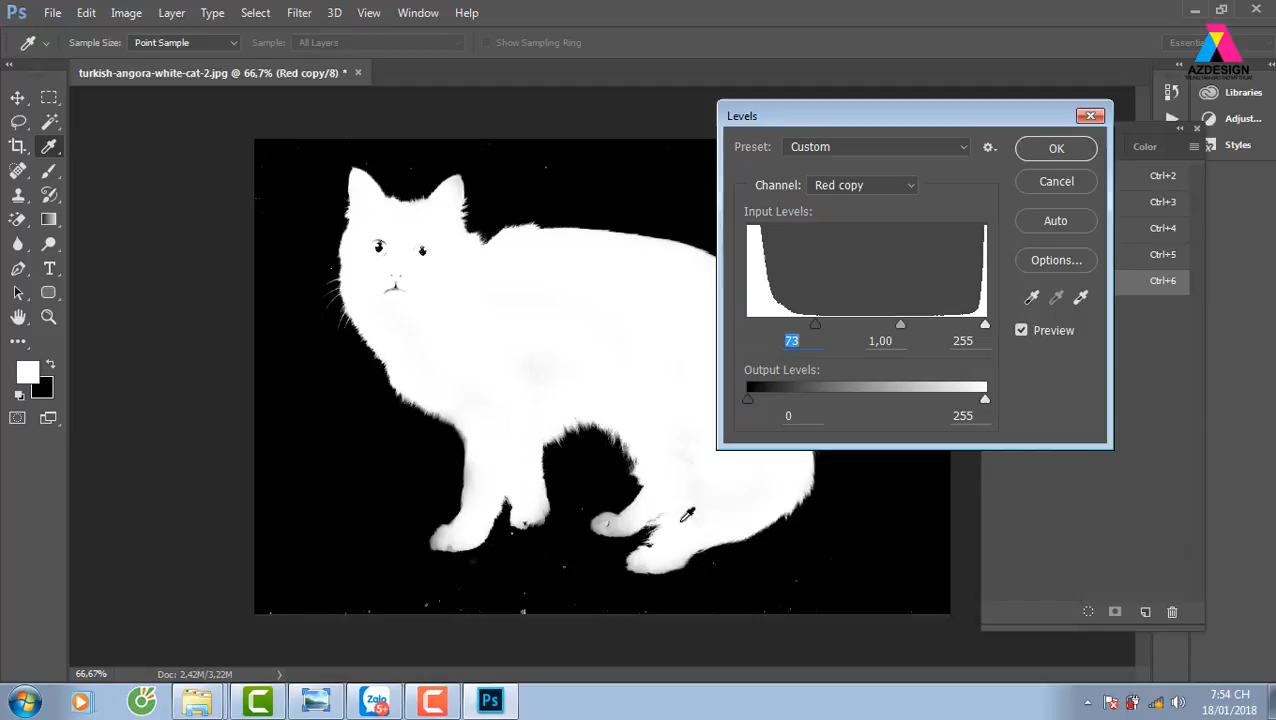 Ps File Edit Image Layer Type Select Filter 3D View Window Help
Sample Size: Point Sample Sample: All Layers Show Sampling Ring Essenti
AZDESIGN
turkish-angora-white-cat-2.jpg @ 66,7% (Red copy/8) * ×
Libraries
Adjust...
Styles
Color
Ctrl+2
Ctrl+3
Ctrl+4
Ctrl+5
Ctrl+6
Levels
Preset: Custom
Channel: Red copy
Input Levels:
73 1,00 255
Output Levels:
0 255
OK
Cancel
Auto
Options...
Preview
66,67% Doc: 2,42M/3,22M
Zalo
5+
Ps
7:54 CH
18/01/2018